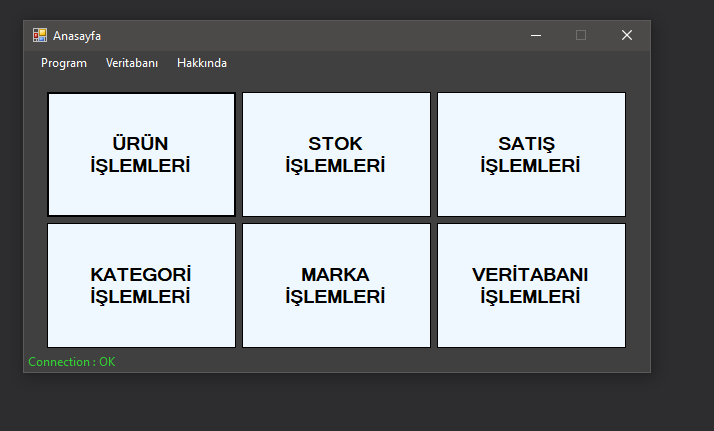 Anasayfa
Program Veritabanı Hakkında
ÜRÜN
İŞLEMLERİ
STOK
İŞLEMLERİ
SATIŞ
İŞLEMLERİ
KATEGORİ
İŞLEMLERİ
MARKA
İŞLEMLERİ
VERİTABANI
İŞLEMLERİ
Connection : OK